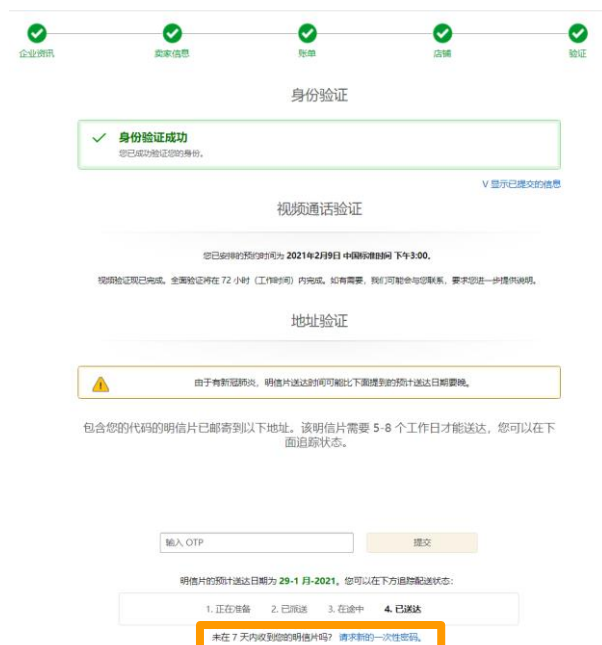 企业资讯 卖家信息 账单 店铺 验证
身份验证
身份验证成功
您已成功验证您的身份。
V 显示已提交的信息
视频通话验证
您已安排的预约时间为 2021年2月9日 中国标准时间 下午3:00。
视频验证现已完成。全面验证将在 72 小时（工作时间）内完成。如有需要，我们可能会与您联系，要求您进一步提供说明。
地址验证
由于有新冠肺炎，明信片送达时间可能比下面提到的预计送达日期要晚。
包含您的代码的明信片已邮寄到以下地址。该明信片需要 5-8 个工作日才能送达，您可以在下
面追踪状态。
输入 OTP 提交
明信片的预计送达日期为 29-1 月-2021。您可以在下方追踪配送状态：
1. 正在准备 2. 已派送 3. 在途中 4. 已送达
未在 7 天内收到您的明信片吗？ 请求新的一次性密码。